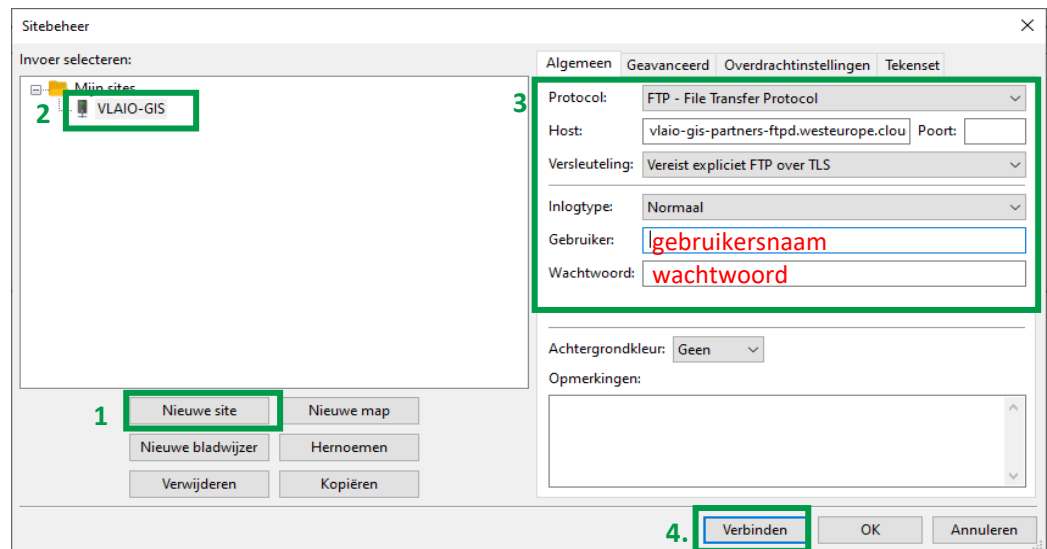 Sitebeheer
Invoer selecteren:
Mijn sites
2
VLAIO-GIS
1
Nieuwe site
Nieuwe map
Nieuwe bladwijzer
Hernoemen
Verwijderen
Kopiëren
Algemeen
Geavanceerd
Overdrachtinstellingen
Tekenset
3
Protocol:
FTP - File Transfer Protocol
Host:
vlaio-gis-partners-ftpd.westeurope.clou
Poort:
Versleuteling:
Vereist expliciet FTP over TLS
Inlogtype:
Normaal
Gebruiker:
gebruikersnaam
Wachtwoord:
wachtwoord
Achtergrondkleur:
Geen
Opmerkingen:
4.
Verbinden
OK
Annuleren